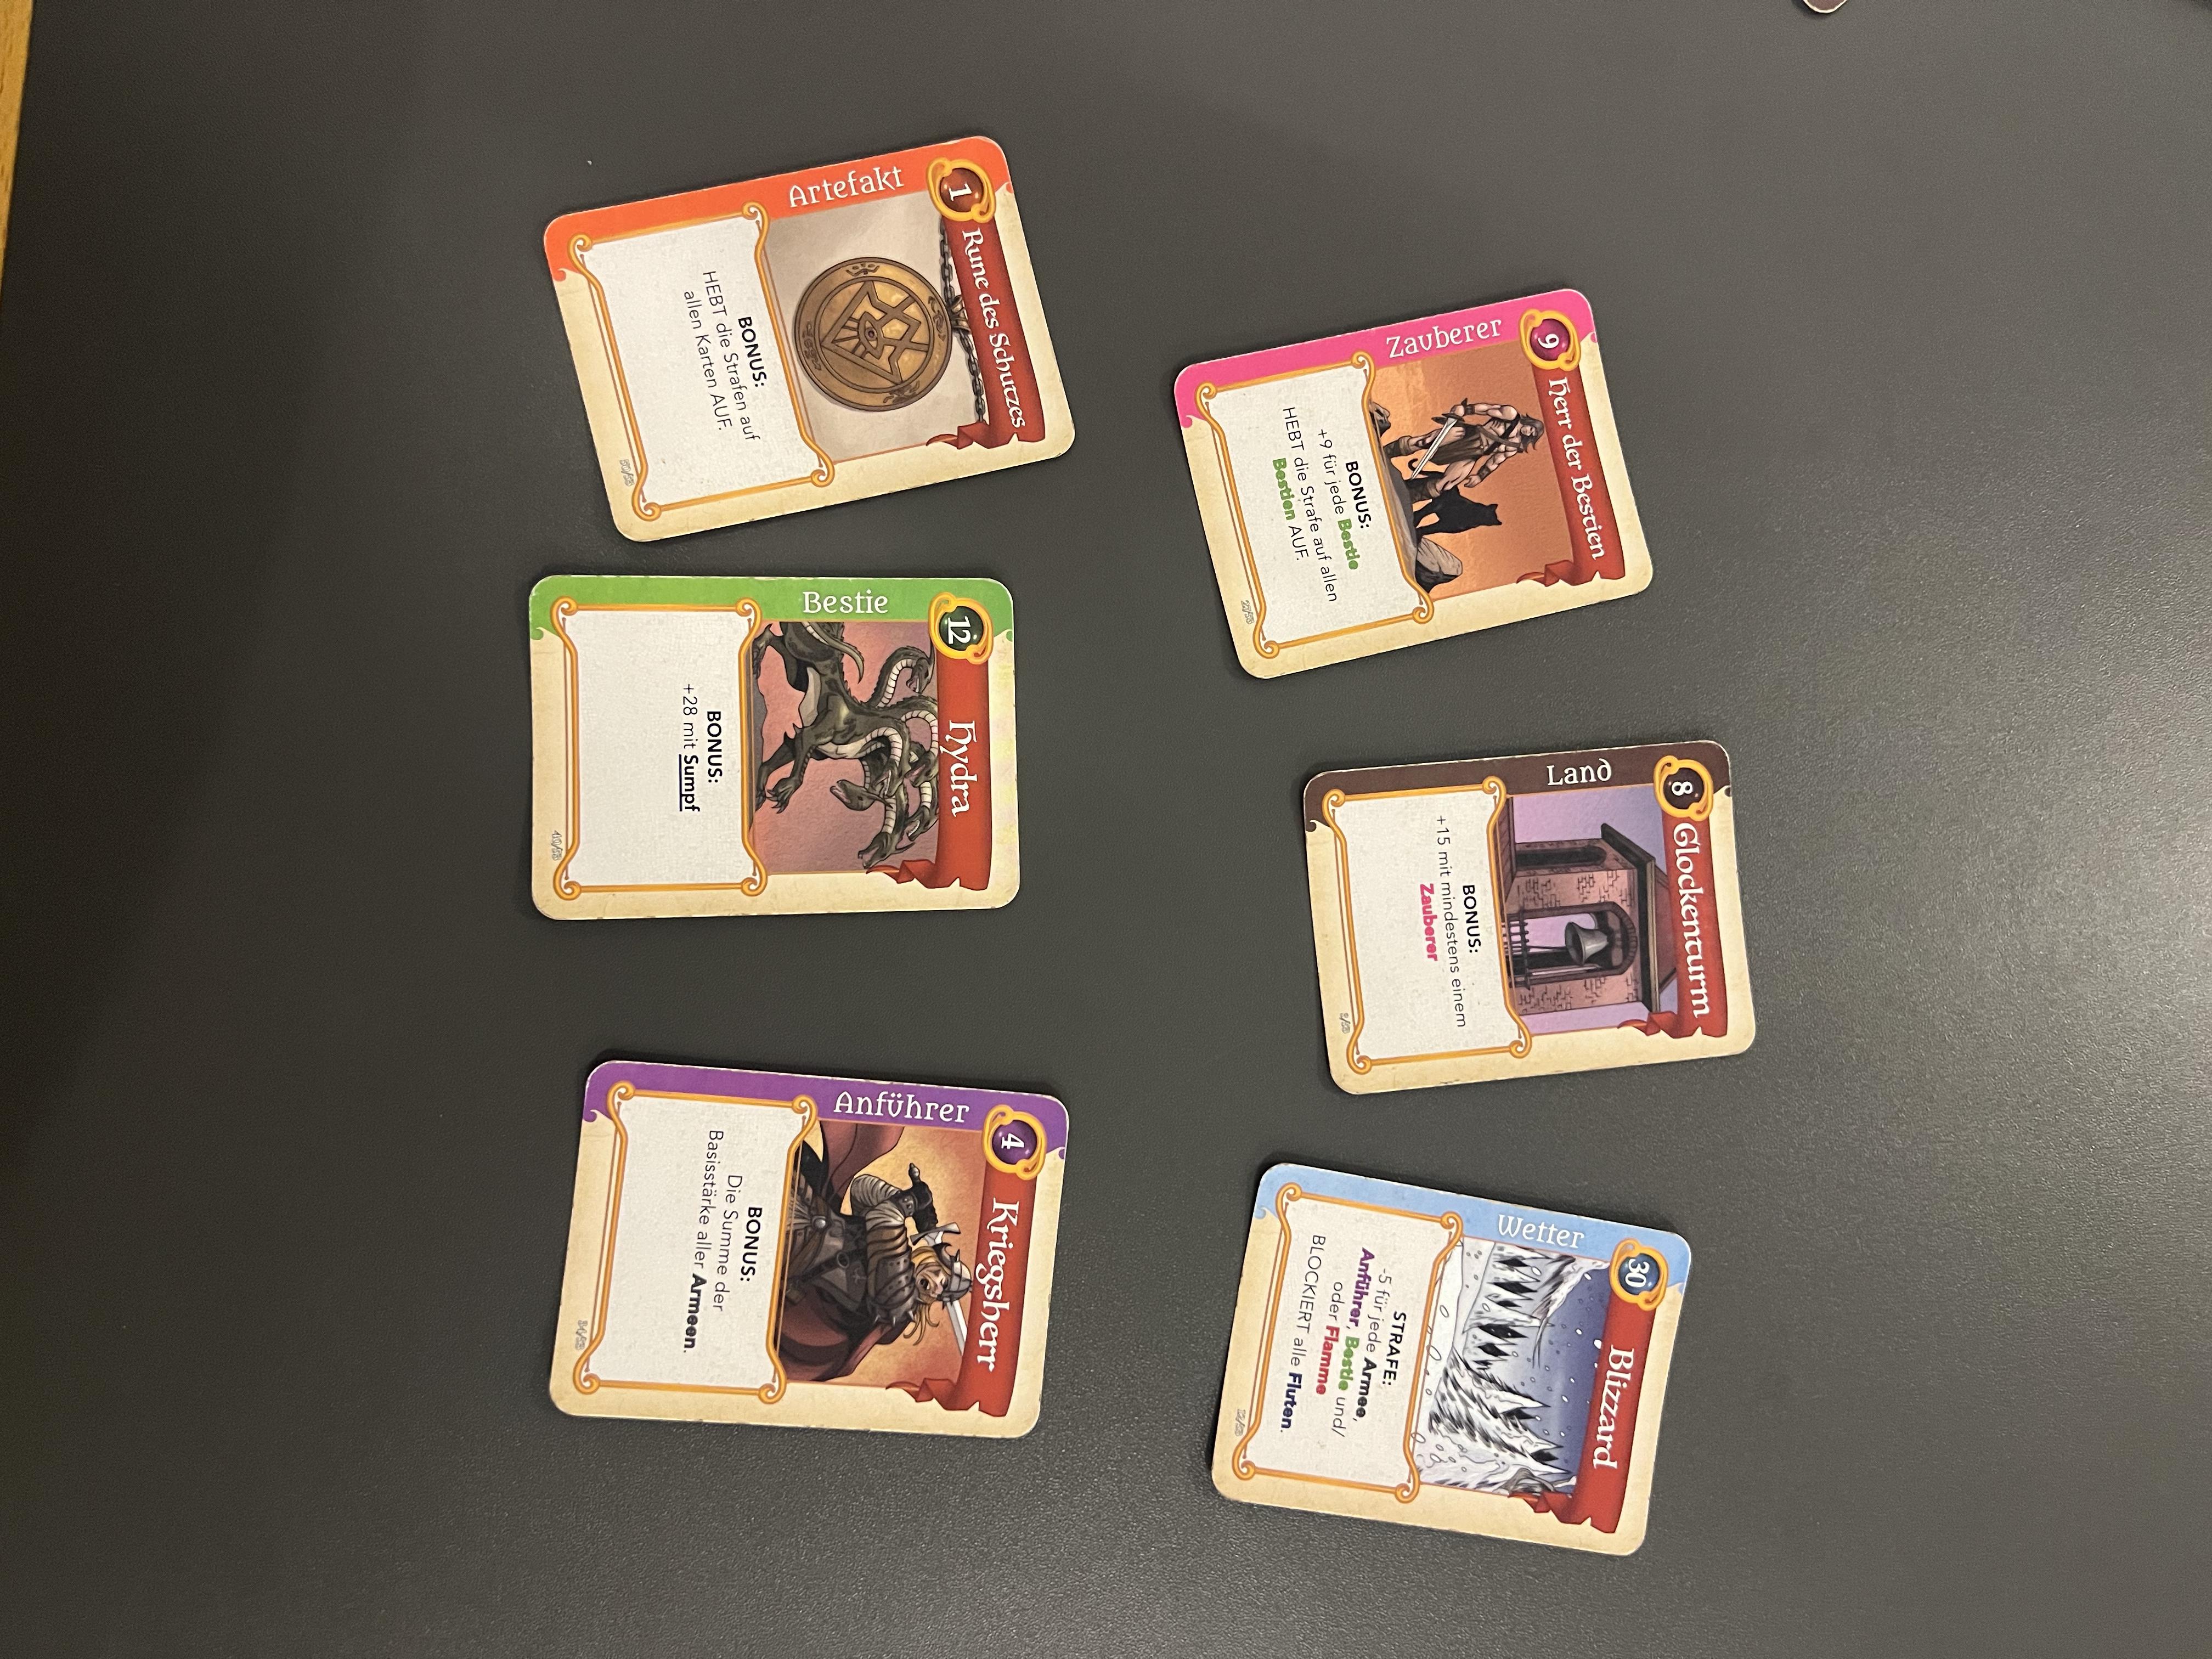 9
Herr der Bestien
Zauberer
BONUS:
+9 für jede Bestie
HEBT die Strafe auf allen
Bestien AUF.
8
Glockenturm
Land
BONUS:
+15 mit mindestens einem
Zauberer
30
Blizzard
Wetter
STRAFE:
-5 für jede Armee,
Anführer, Bestie und/
oder Flamme
BLOCKIERT alle Fluten.
1
Rune des Schutzes
Artefakt
BONUS:
HEBT die Strafen auf
allen Karten AUF.
12
Hydra
Bestie
BONUS:
+28 mit Sumpf
4
Kriegsherr
Anführer
BONUS:
Die Summe der
Basisstärke aller Armeen.